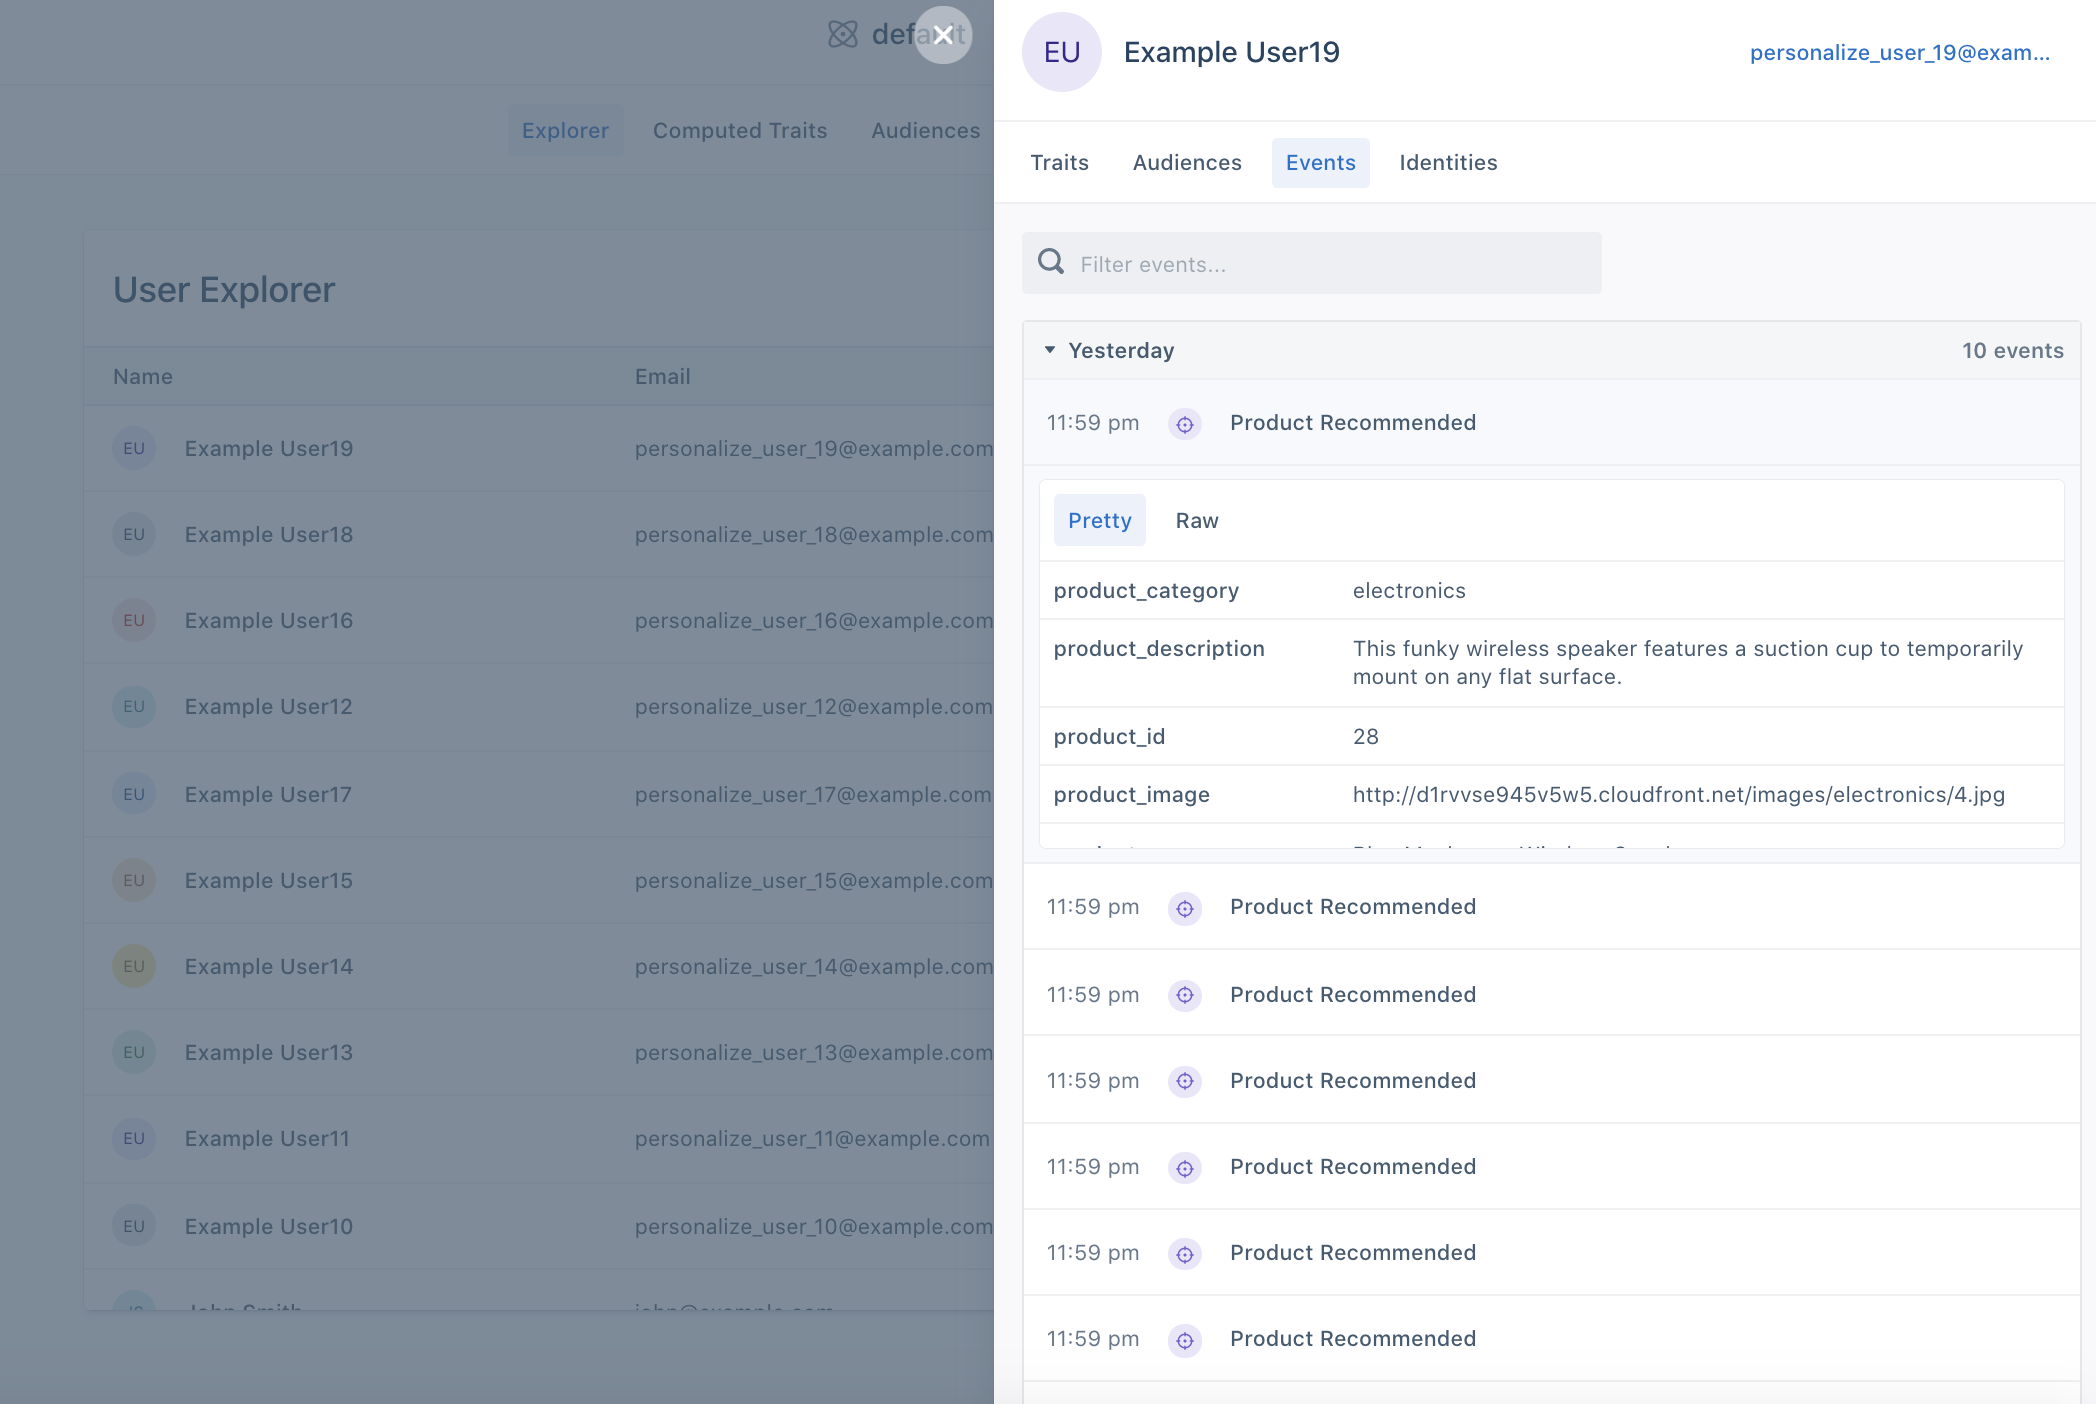 default
Explorer
Computed Traits
Audiences
User Explorer
Name
Email
EU
Example User19
personalize_user_19@example.com
EU
Example User18
personalize_user_18@example.com
EU
Example User16
personalize_user_16@example.com
EU
Example User12
personalize_user_12@example.com
EU
Example User17
personalize_user_17@example.com
EU
Example User15
personalize_user_15@example.com
EU
Example User14
personalize_user_14@example.com
EU
Example User13
personalize_user_13@example.com
EU
Example User11
personalize_user_11@example.com
EU
Example User10
personalize_user_10@example.com
JS
John Smith
john@example.com
EU
Example User19
personalize_user_19@exam...
Traits
Audiences
Events
Identities
Filter events...
Yesterday
10 events
11:59 pm
Product Recommended
Pretty
Raw
product_category
electronics
product_description
This funky wireless speaker features a suction cup to temporarily
mount on any flat surface.
product_id
28
product_image
http://d1rvvse945v5w5.cloudfront.net/images/electronics/4.jpg
11:59 pm
Product Recommended
11:59 pm
Product Recommended
11:59 pm
Product Recommended
11:59 pm
Product Recommended
11:59 pm
Product Recommended
11:59 pm
Product Recommended